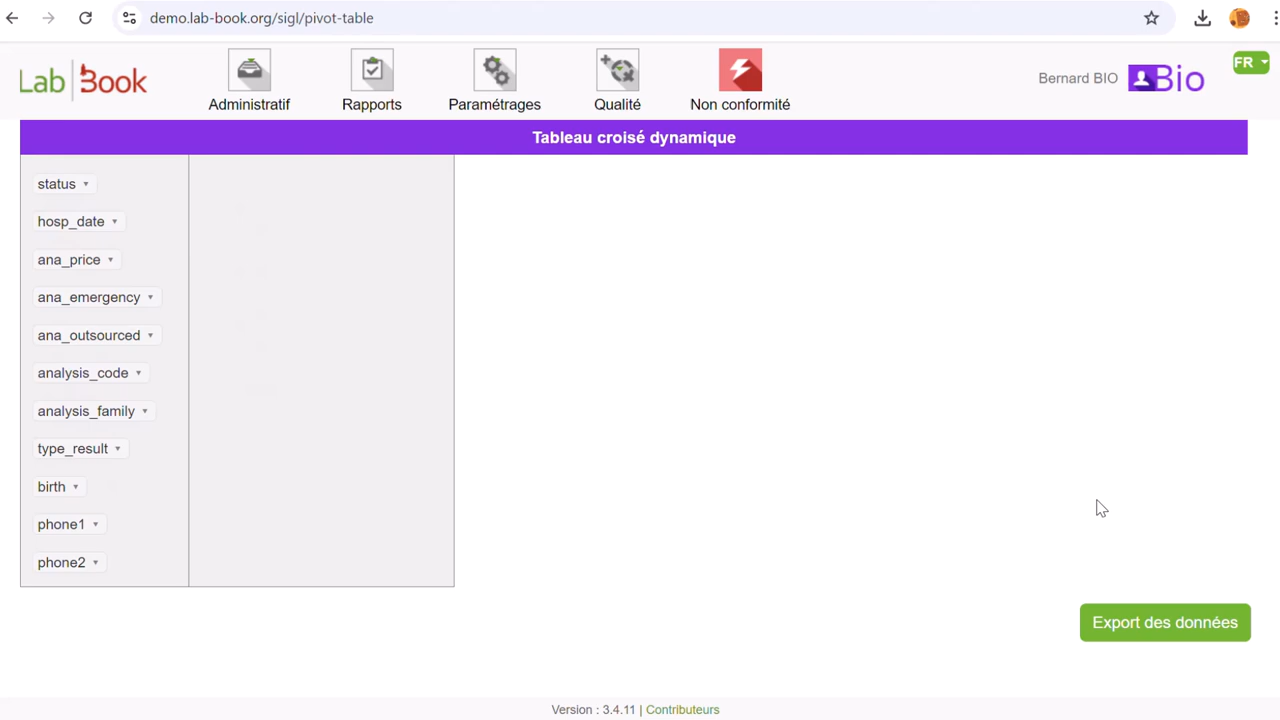 demo.lab-book.org/sigl/pivot-table
Lab Book
Administratif
Rapports
Paramétrages
Qualité
Non conformité
Bernard BIO
Bio
FR
Tableau croisé dynamique
status
hosp_date
ana_price
ana_emergency
ana_outsourced
analysis_code
analysis_family
type_result
birth
phone1
phone2
Export des données
Version : 3.4.11 | Contributeurs